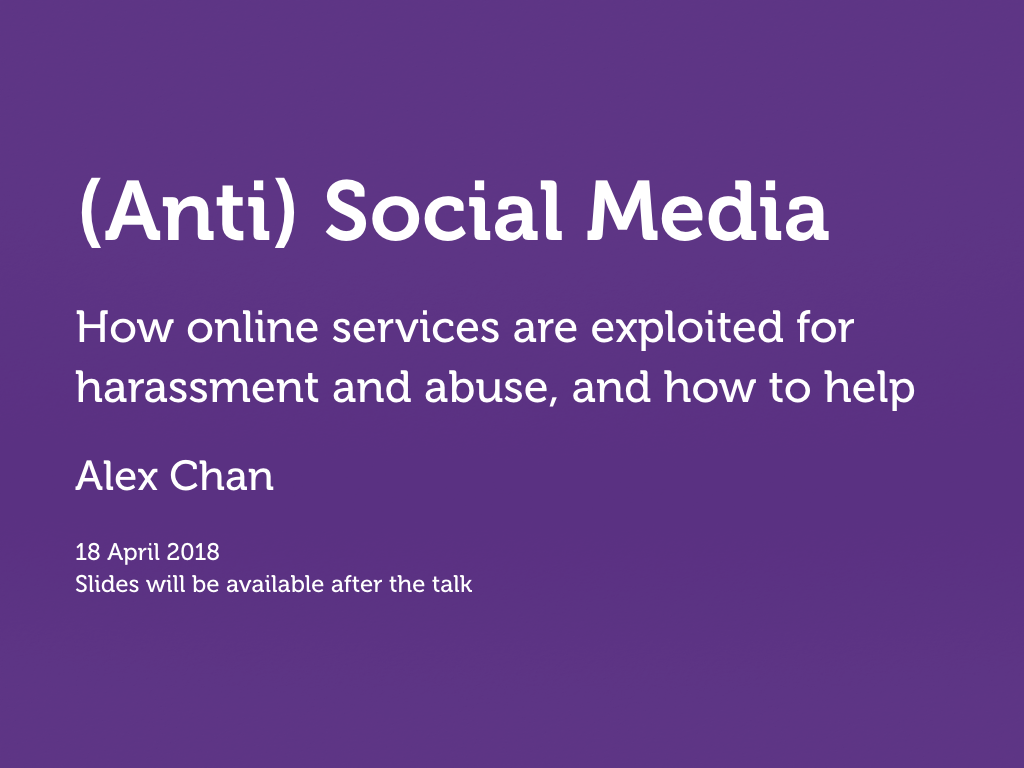 (Anti) Social Media
How online services are exploited for
harassment and abuse, and how to help
Alex Chan
18 April 2018
Slides will be available after the talk